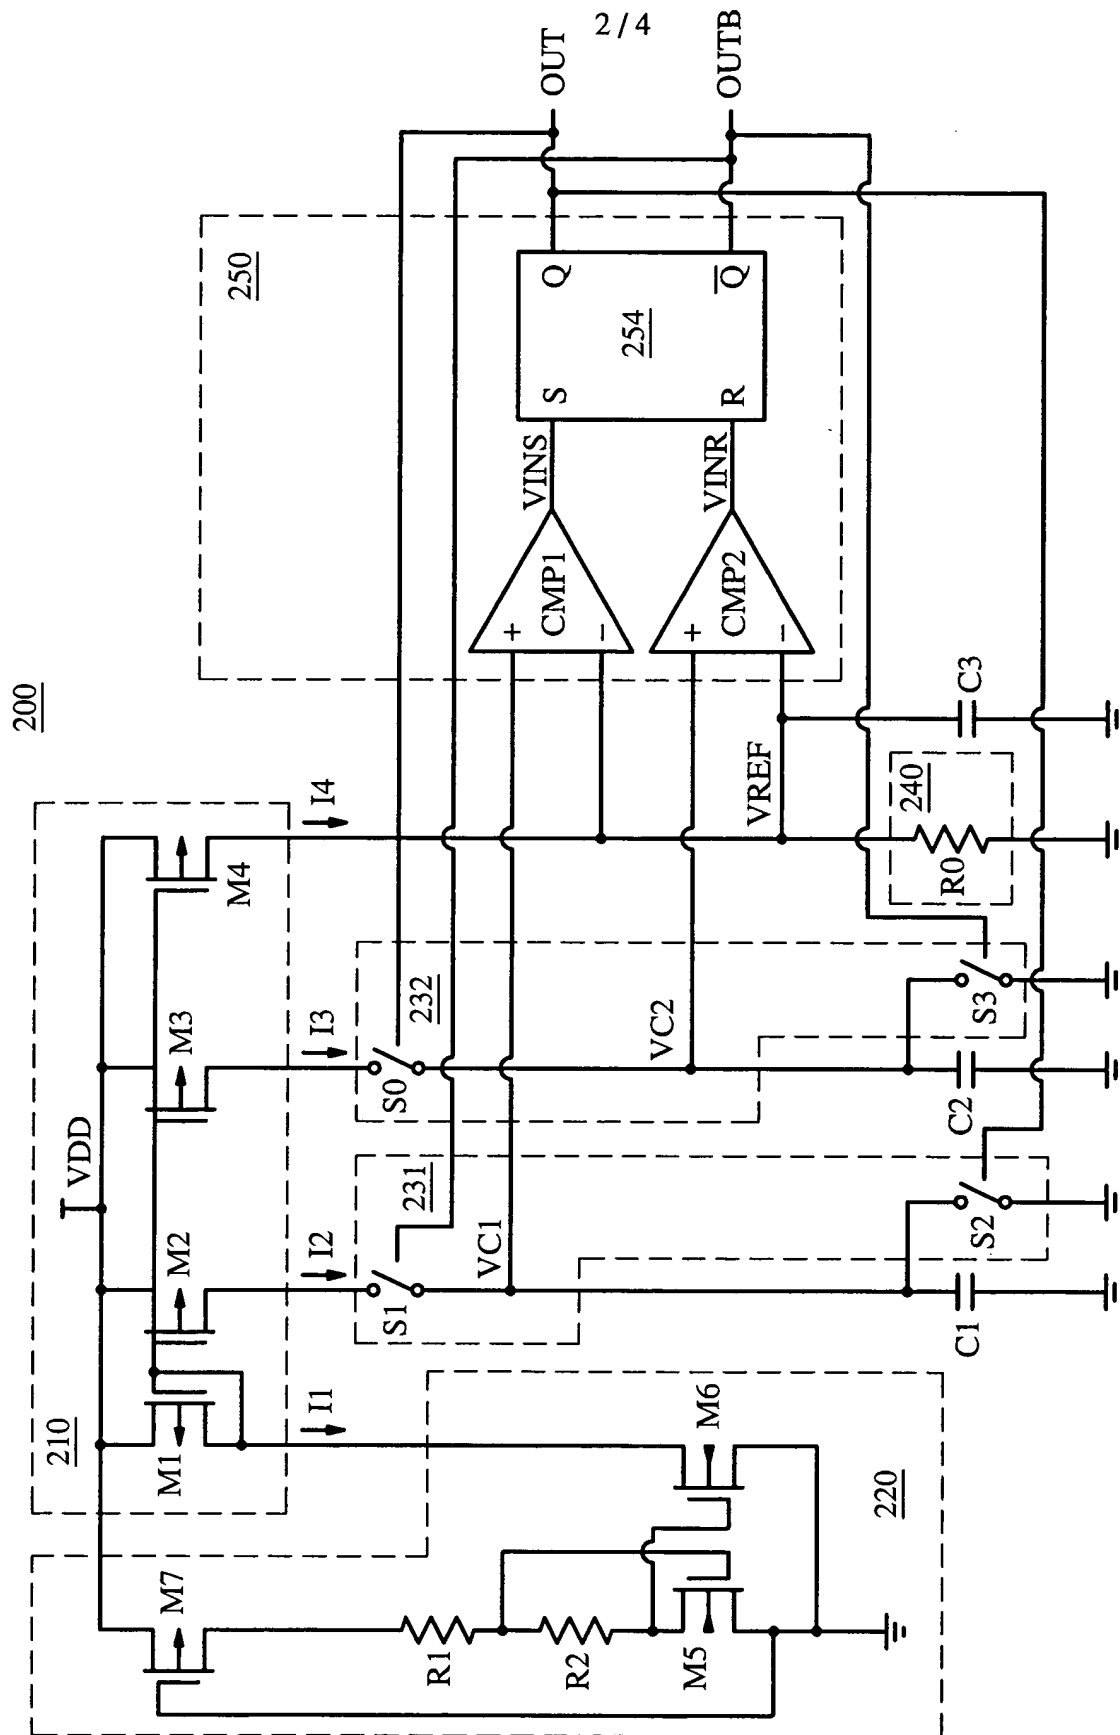 2 / 4
200
OUT
OUTB
250
254
S
R
Q
Q
VINS
VINR
CMP1
+
−
CMP2
+
−
VDD
210
M1
M2
M3
M4
I1
I2
I3
I4
231
232
S1
S0
VC1
VC2
VREF
240
R0
C3
S2
S3
C1
C2
M7
R1
R2
M5
M6
220